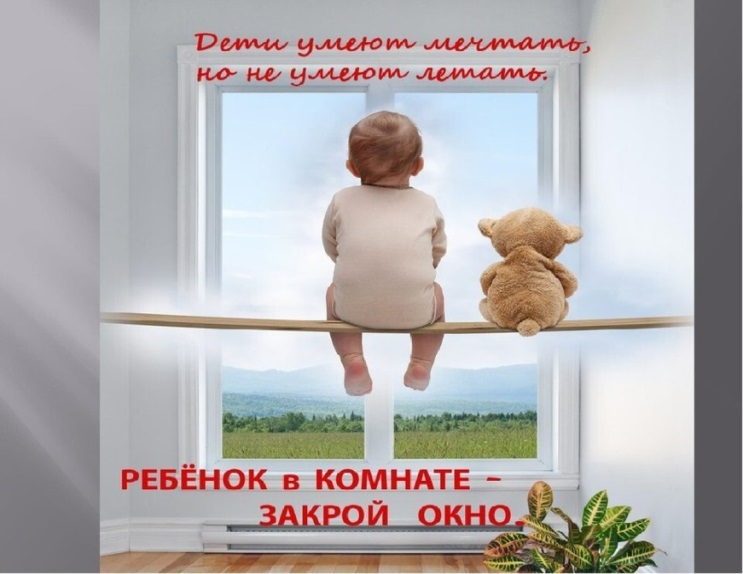 Дети умеют мечтать,
но не умеют летать.
РЕБЁНОК в КОМНАТЕ –
ЗАКРОЙ ОКНО.